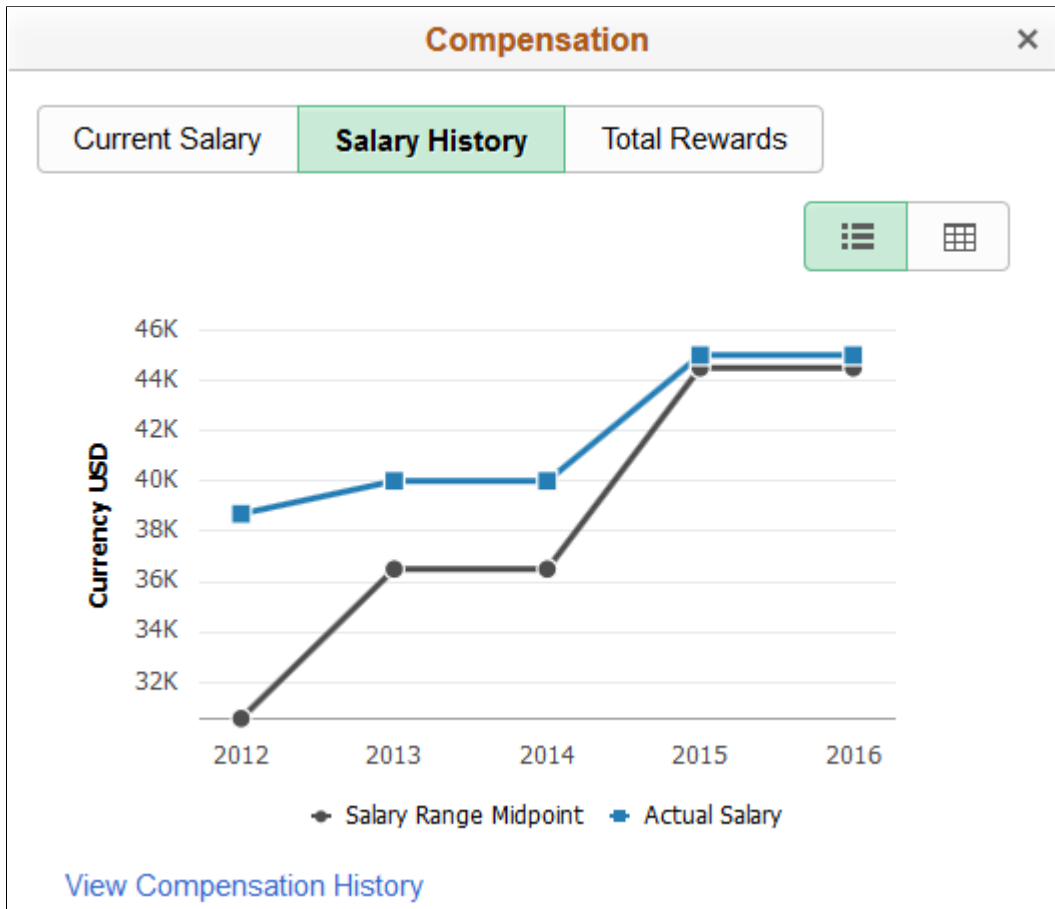 Compensation ×
Current Salary Salary History Total Rewards
46K
44K
42K
40K
38K
36K
34K
32K
Currency USD
2012 2013 2014 2015 2016
Salary Range Midpoint Actual Salary
View Compensation History